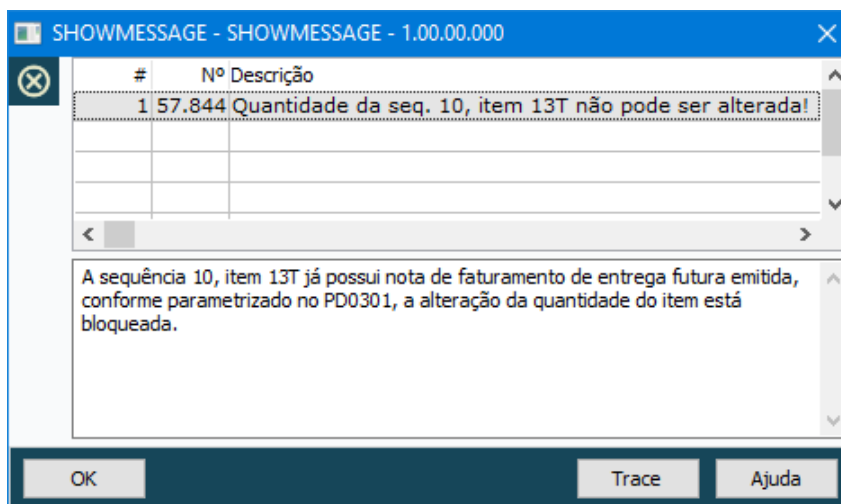 SHOWMESSAGE - SHOWMESSAGE - 1.00.00.000
# Nº Descrição
1 57.844 Quantidade da seq. 10, item 13T não pode ser alterada!
A sequência 10, item 13T já possui nota de faturamento de entrega futura emitida,
conforme parametrizado no PD0301, a alteração da quantidade do item está
bloqueada.
OK Trace Ajuda